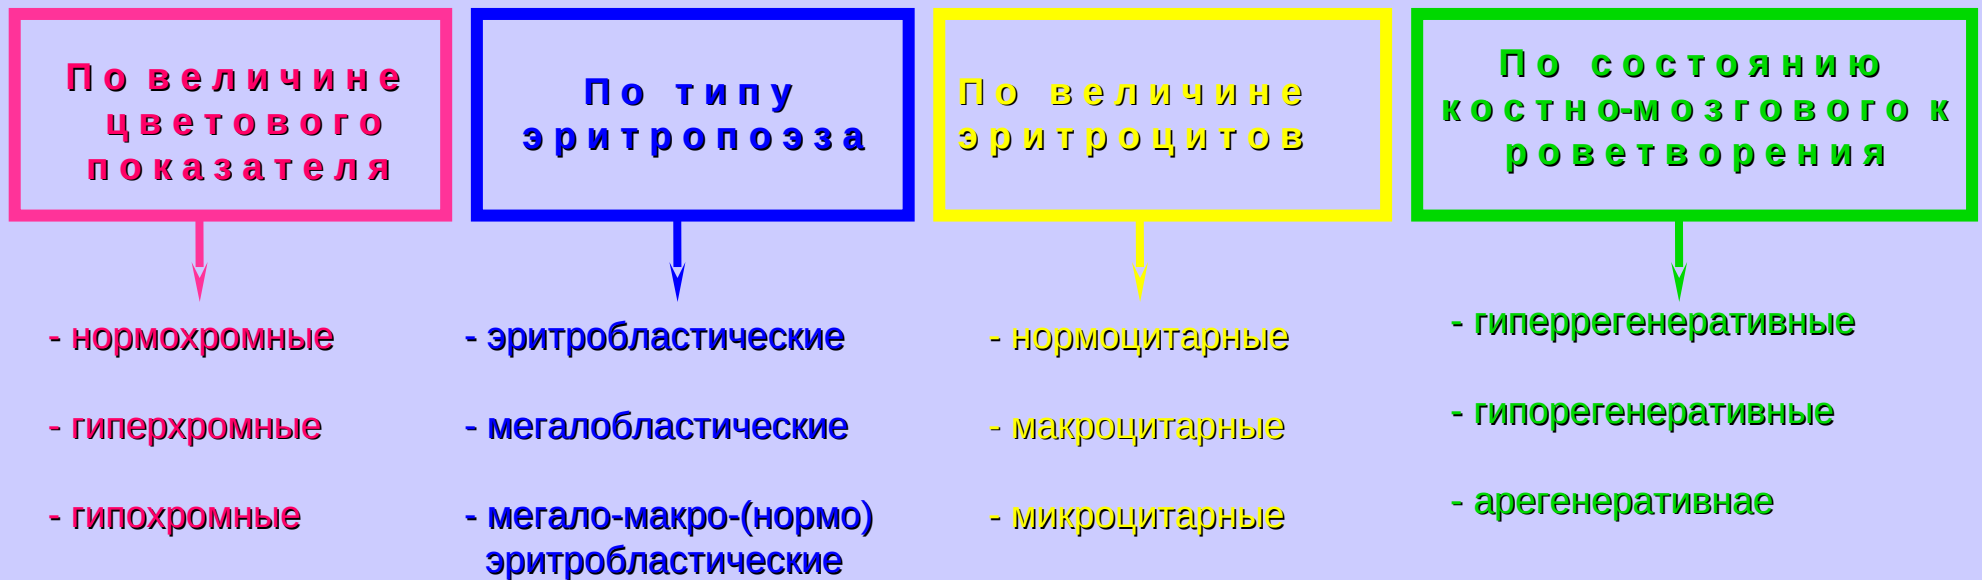 По величине
цветового
показателя
По типу
эритропоэза
По величине
эритроцитов
По состоянию
костно-мозгового к
роветворения
- нормохромные
- гиперхромные
- гипохромные
- эритробластические
- мегалобластические
- мегало-макро-(нормо)
эритробластические
- нормоцитарные
- макроцитарные
- микроцитарные
- гиперрегенеративные
- гипорегенеративные
- арегенеративнае